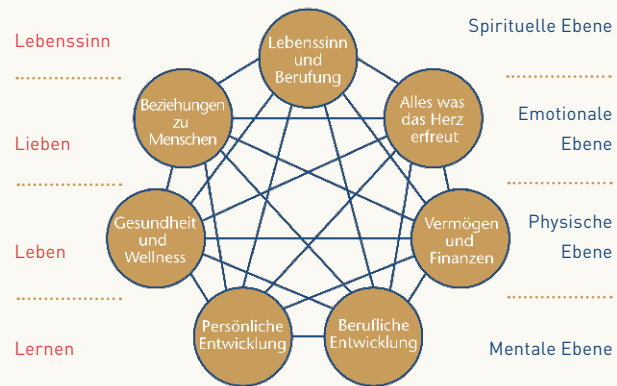 Lebenssinn
Lebenssinn
und
Berufung
Spirituelle Ebene
Lieben
Beziehungen
zu
Menschen
Alles was
das Herz
erfreut
Emotionale
Ebene
Leben
Gesundheit
und
Wellness
Vermögen
und
Finanzen
Physische
Ebene
Lernen
Persönliche
Entwicklung
Berufliche
Entwicklung
Mentale Ebene